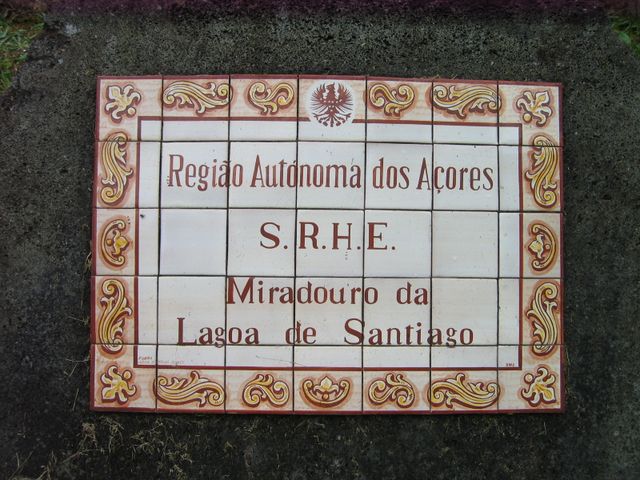 Região Autónoma dos Açores
S.R.H.E.
Miradouro da
Lagoa de Santiago